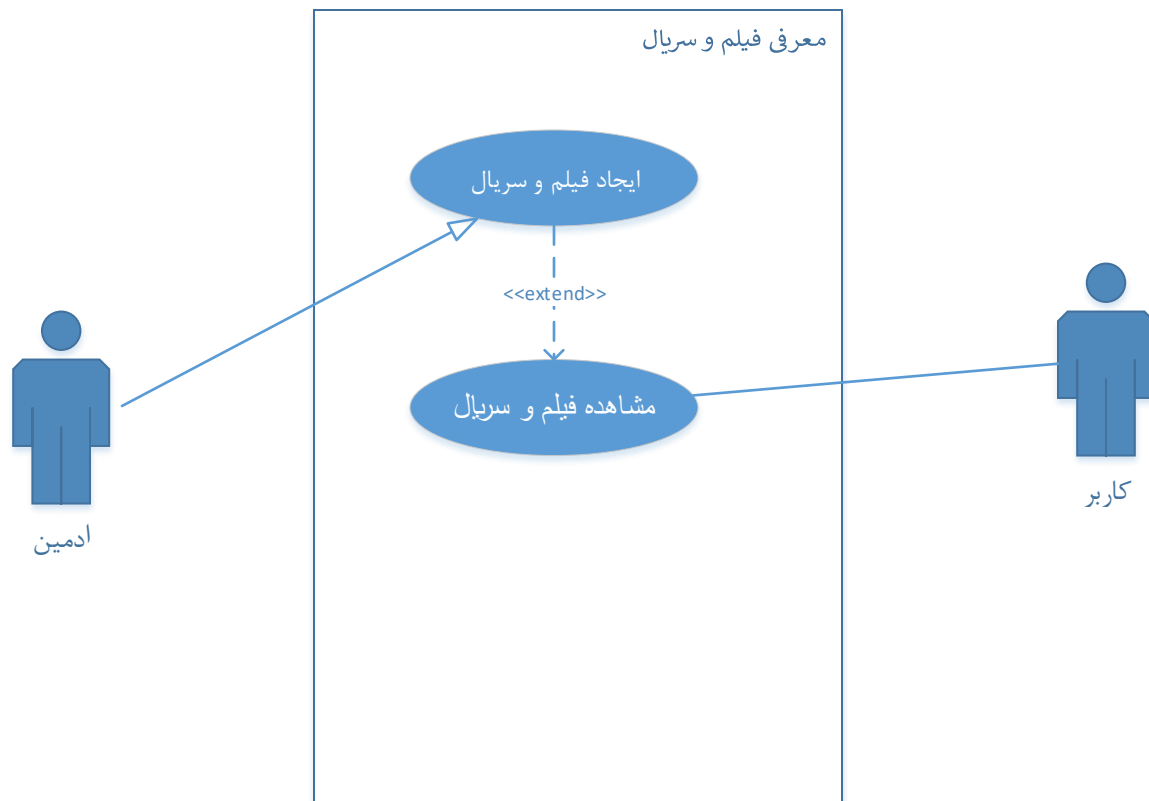 معرفی فیلم و سریال
ایجاد فیلم و سریال
<<extend>>
مشاهده فیلم و سریال
کاربر
ادمین